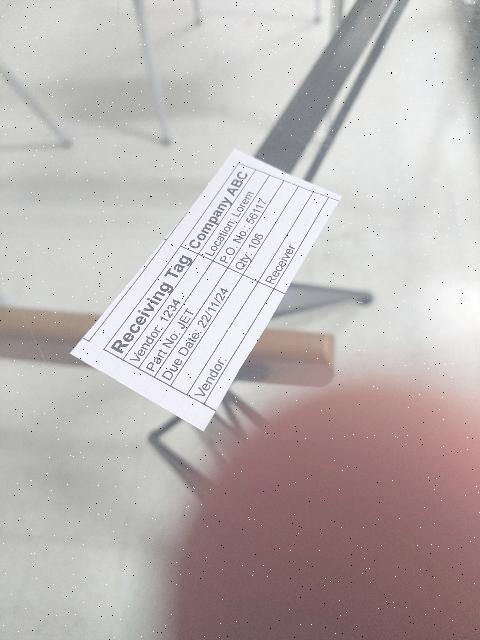 Receiving Tag Company ABC
Vendor: 1234 Location: Lorem
Part No: JET P.O. No.: 56117
Due Date: 22/11/24 Qty: 106
Vendor: Receiver